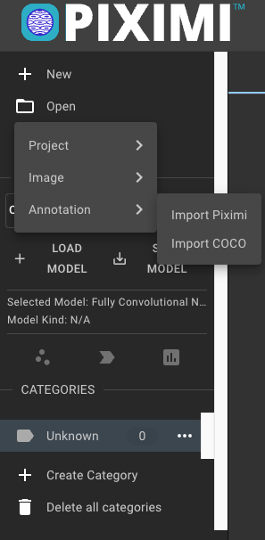 PIXIMI™
New
Open
Project
Image
Annotation
Import Piximi
Import COCO
LOAD MODEL
MODEL
Selected Model: Fully Convolutional N...
Model Kind: N/A
CATEGORIES
Unknown 0
Create Category
Delete all categories